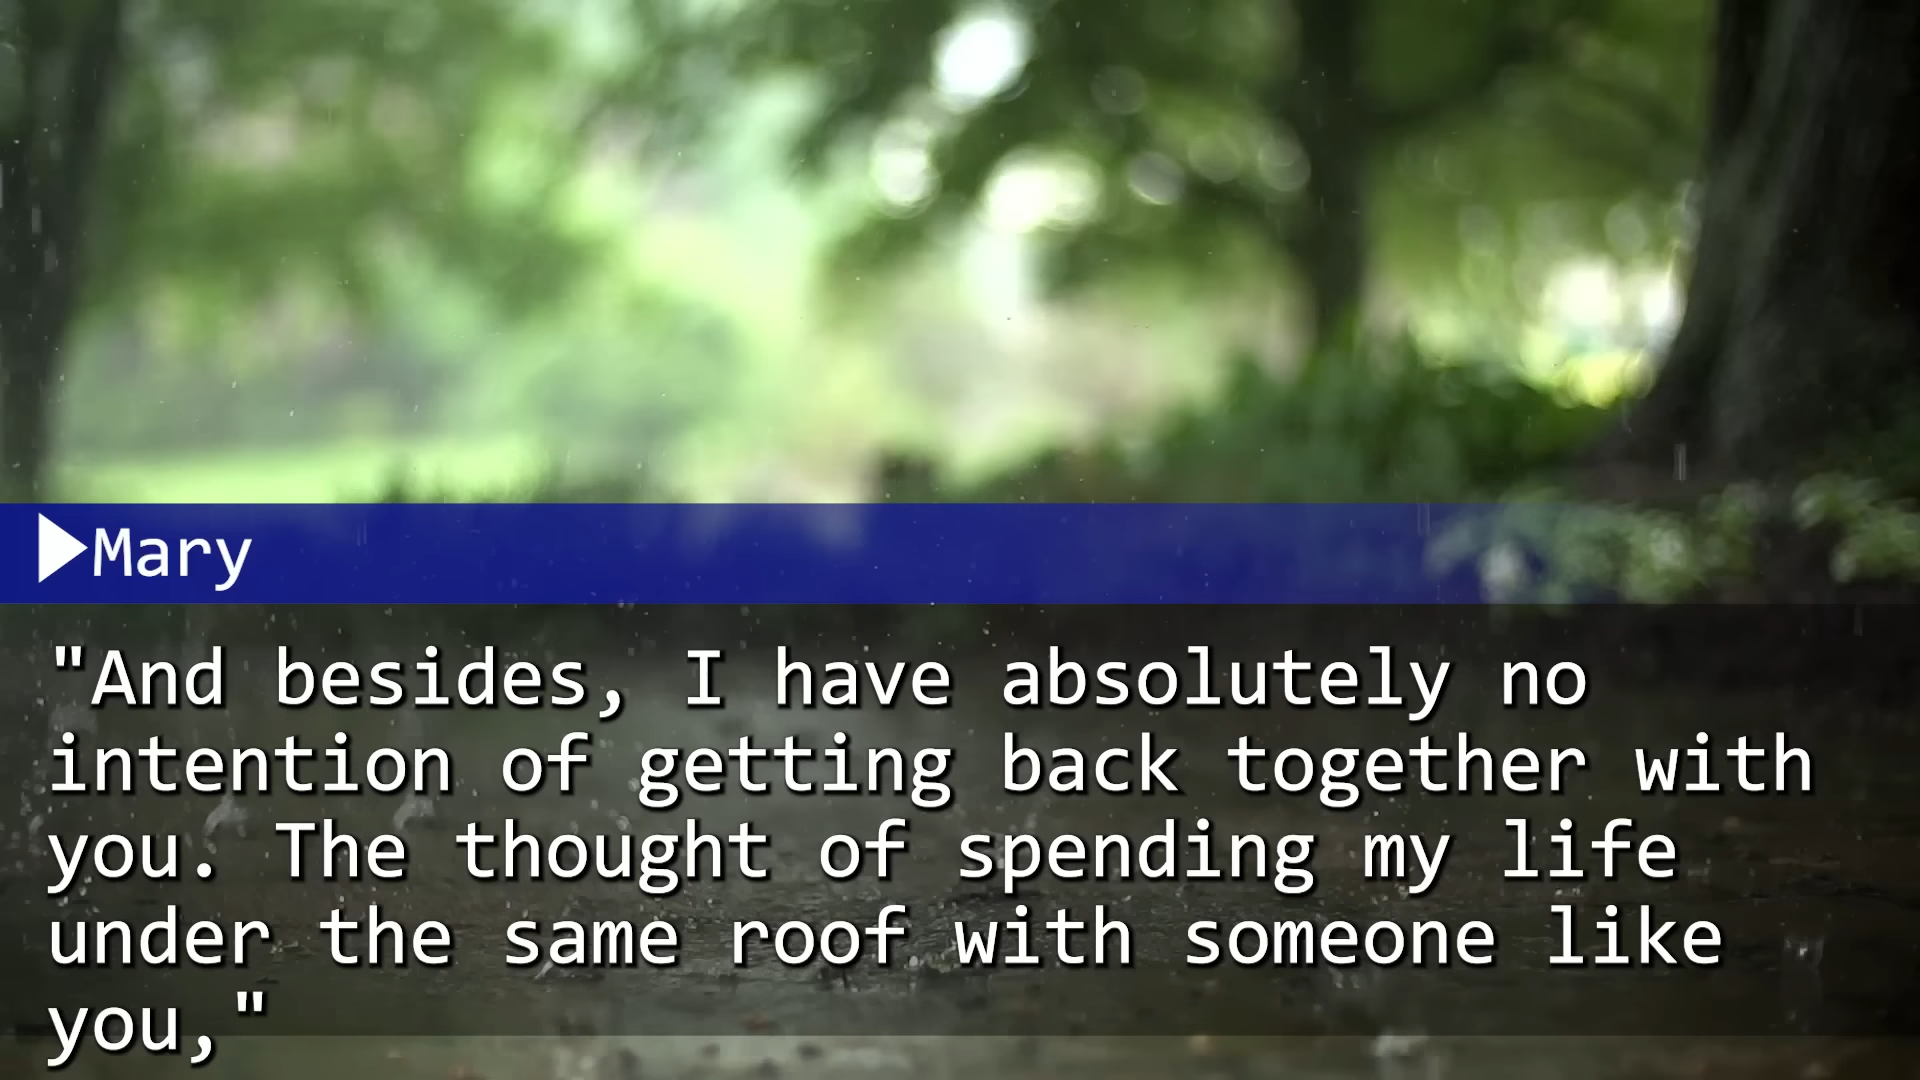 Mary
"And besides, I have absolutely no
intention of getting back together with
you. The thought of spending my life
under the same roof with someone like
you,"